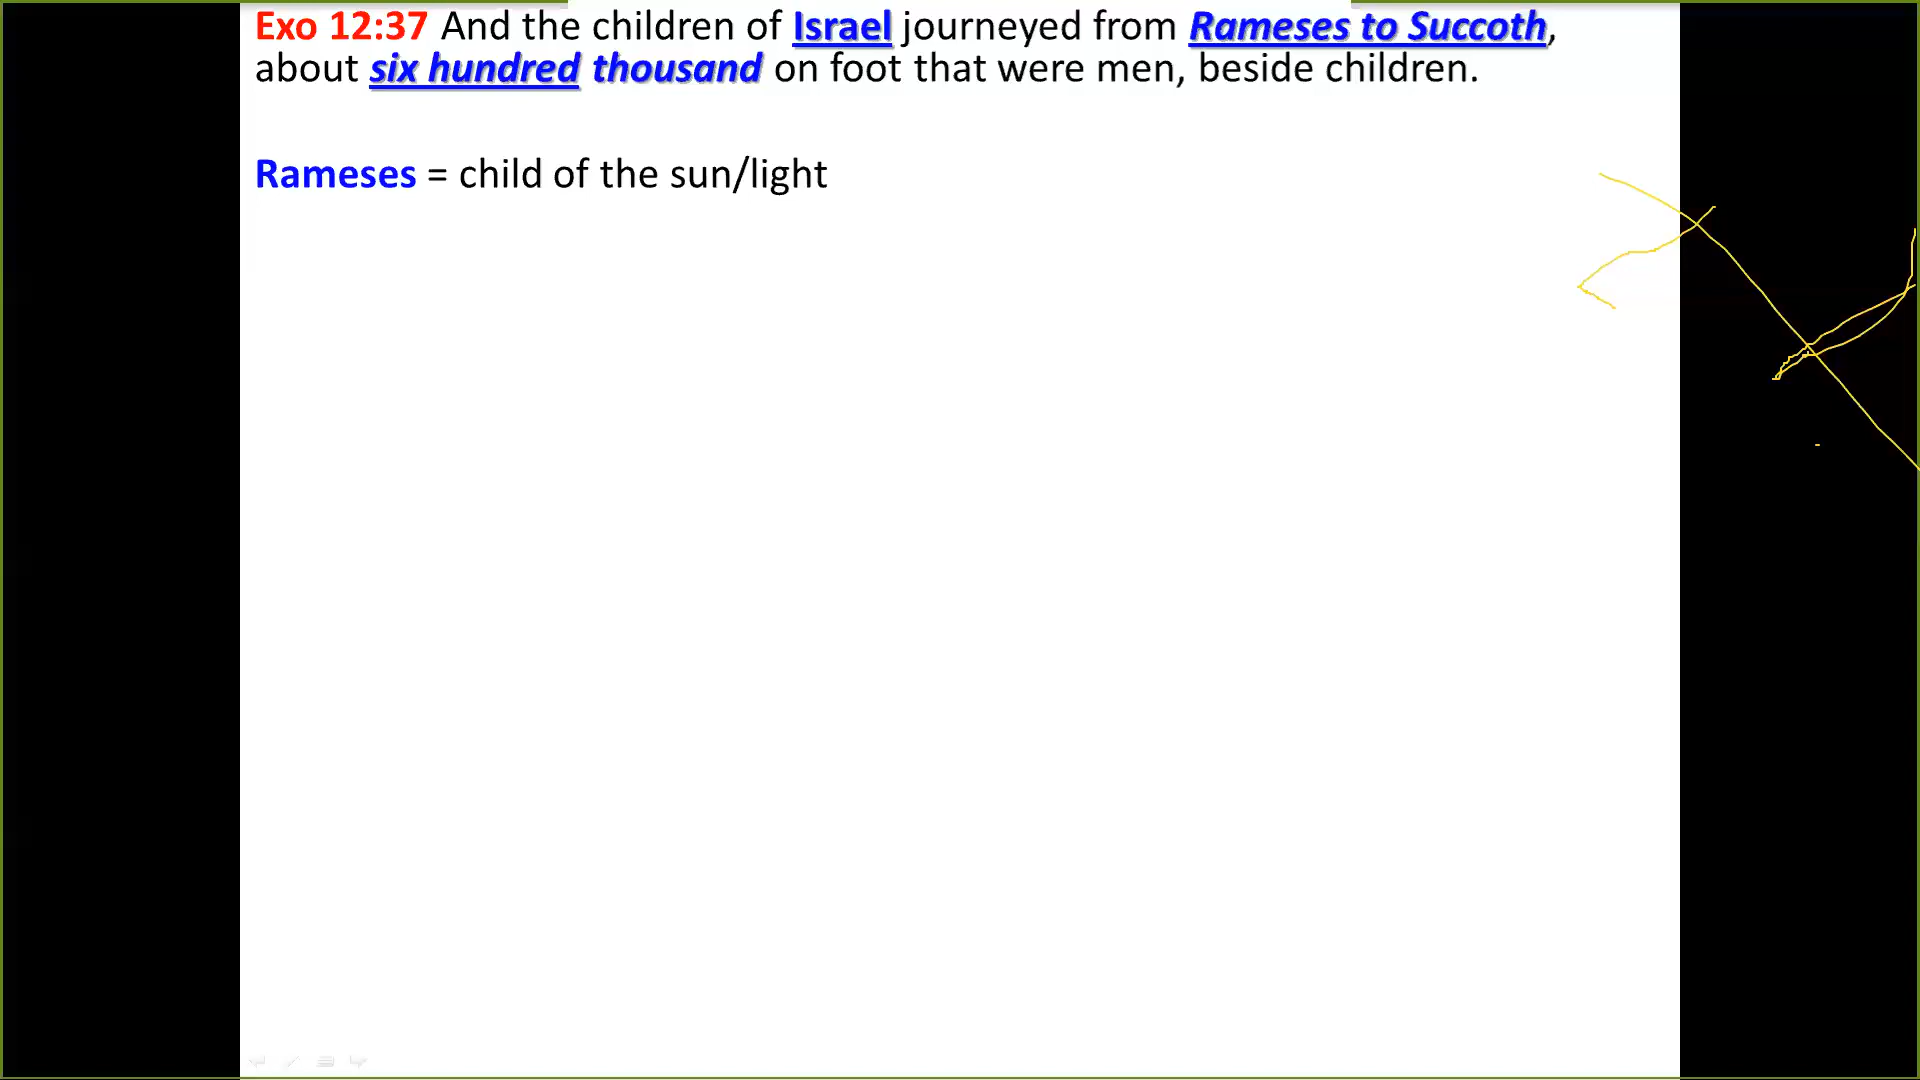 Exo 12:37 And the children of Israel journeyed from Rameses to Succoth,
about six hundred thousand on foot that were men, beside children.
Rameses = child of the sun/light